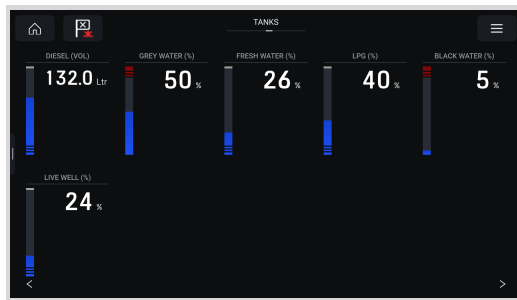 TANKS
DIESEL (VOL)
132.0 Ltr
GREY WATER (%)
50 %
FRESH WATER (%)
26 %
LPG (%)
40 %
BLACK WATER (%)
5 %
LIVE WELL (%)
24 %